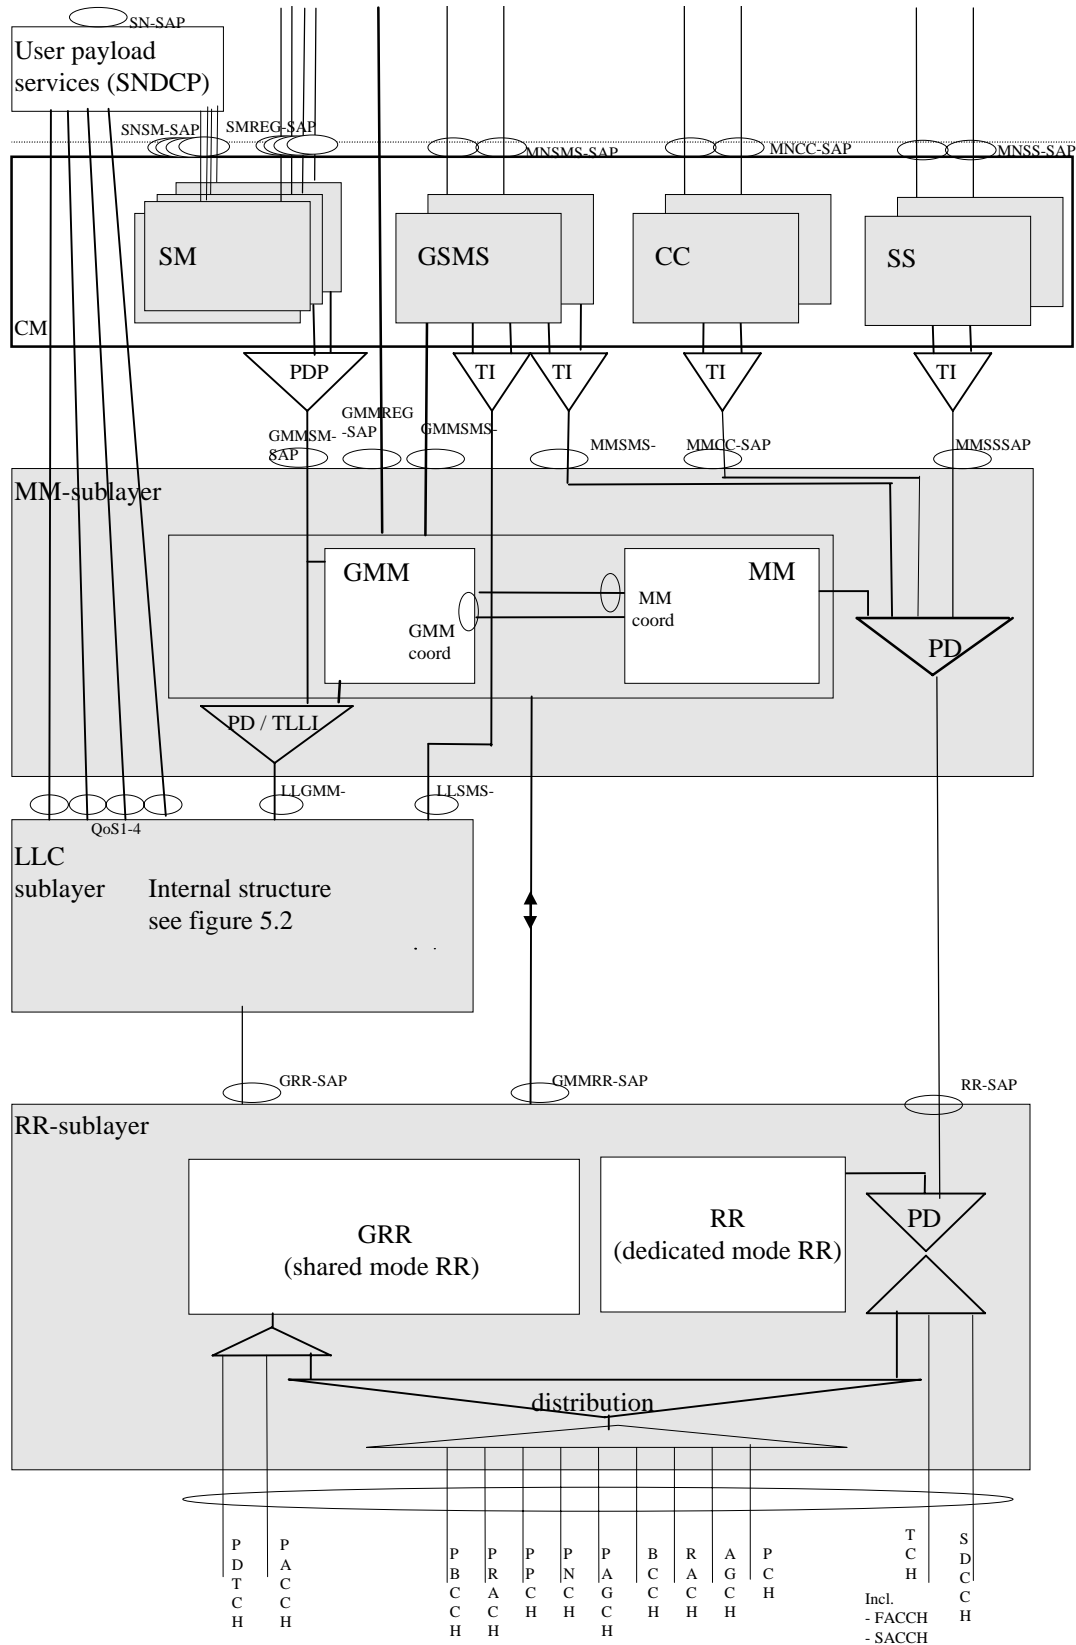 SN-SAP
User payload
services (SNDCP)
SNSM-SAP
SMREG-SAP
MNSMS-SAP
MNCC-SAP
MNSS-SAP
SM
GSMS
CC
SS
CM
PDP
TI
TI
TI
TI
GMMSM-
SAP
GMMREG
-SAP
GMMSMS-
MMSMS-
MMCC-SAP
MMSSSAP
MM-sublayer
GMM
MM
GMM
coord
MM
coord
PD
PD / TLLI
LLGMM-
LLSMS-
QoS1-4
LLC
sublayer
Internal structure
see figure 5.2
GRR-SAP
GMMRR-SAP
RR-SAP
RR-sublayer
GRR
(shared mode RR)
RR
(dedicated mode RR)
PD
distribution
PDTCH
PACCH
PBCCH
PRACH
PPCH
PNCH
PAGCH
BCCH
RACH
AGCH
PCH
TCH
Incl.
- FACCH
- SACCH
SDCCH